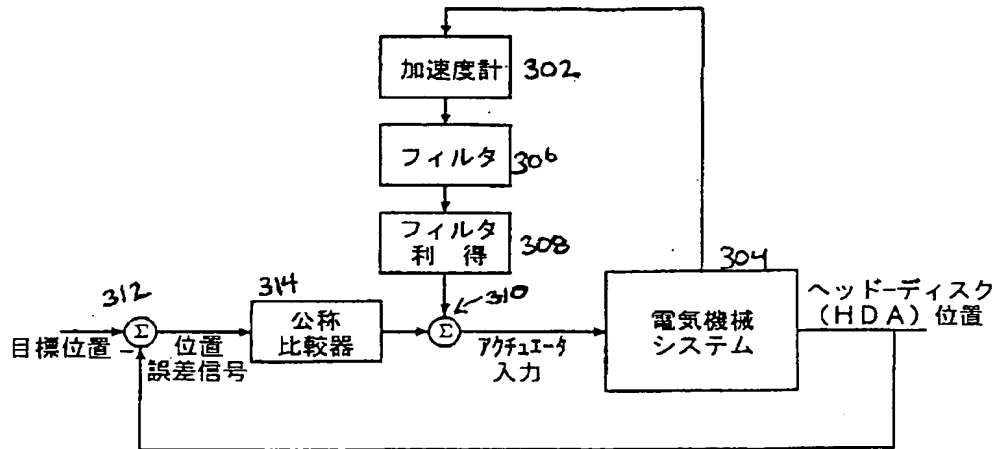 加速度計 302
フィルタ 306
フィルタ
利得 308
304
310
312
314
ヘッド-ディスク
(HDA) 位置
Σ
公称
比較器
Σ
電気機械
システム
目標位置
位置
誤差信号
アクチュエータ
入力